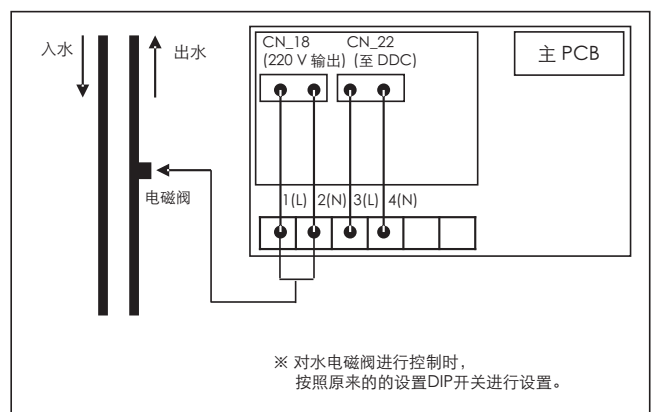 入水
出水
CN_18
(220 V 输出)
CN_22
(至 DDC)
主 PCB
电磁阀
1(L)
2(N)
3(L)
4(N)
※ 对水电磁阀进行控制时，
按照原来的的设置DIP开关进行设置。